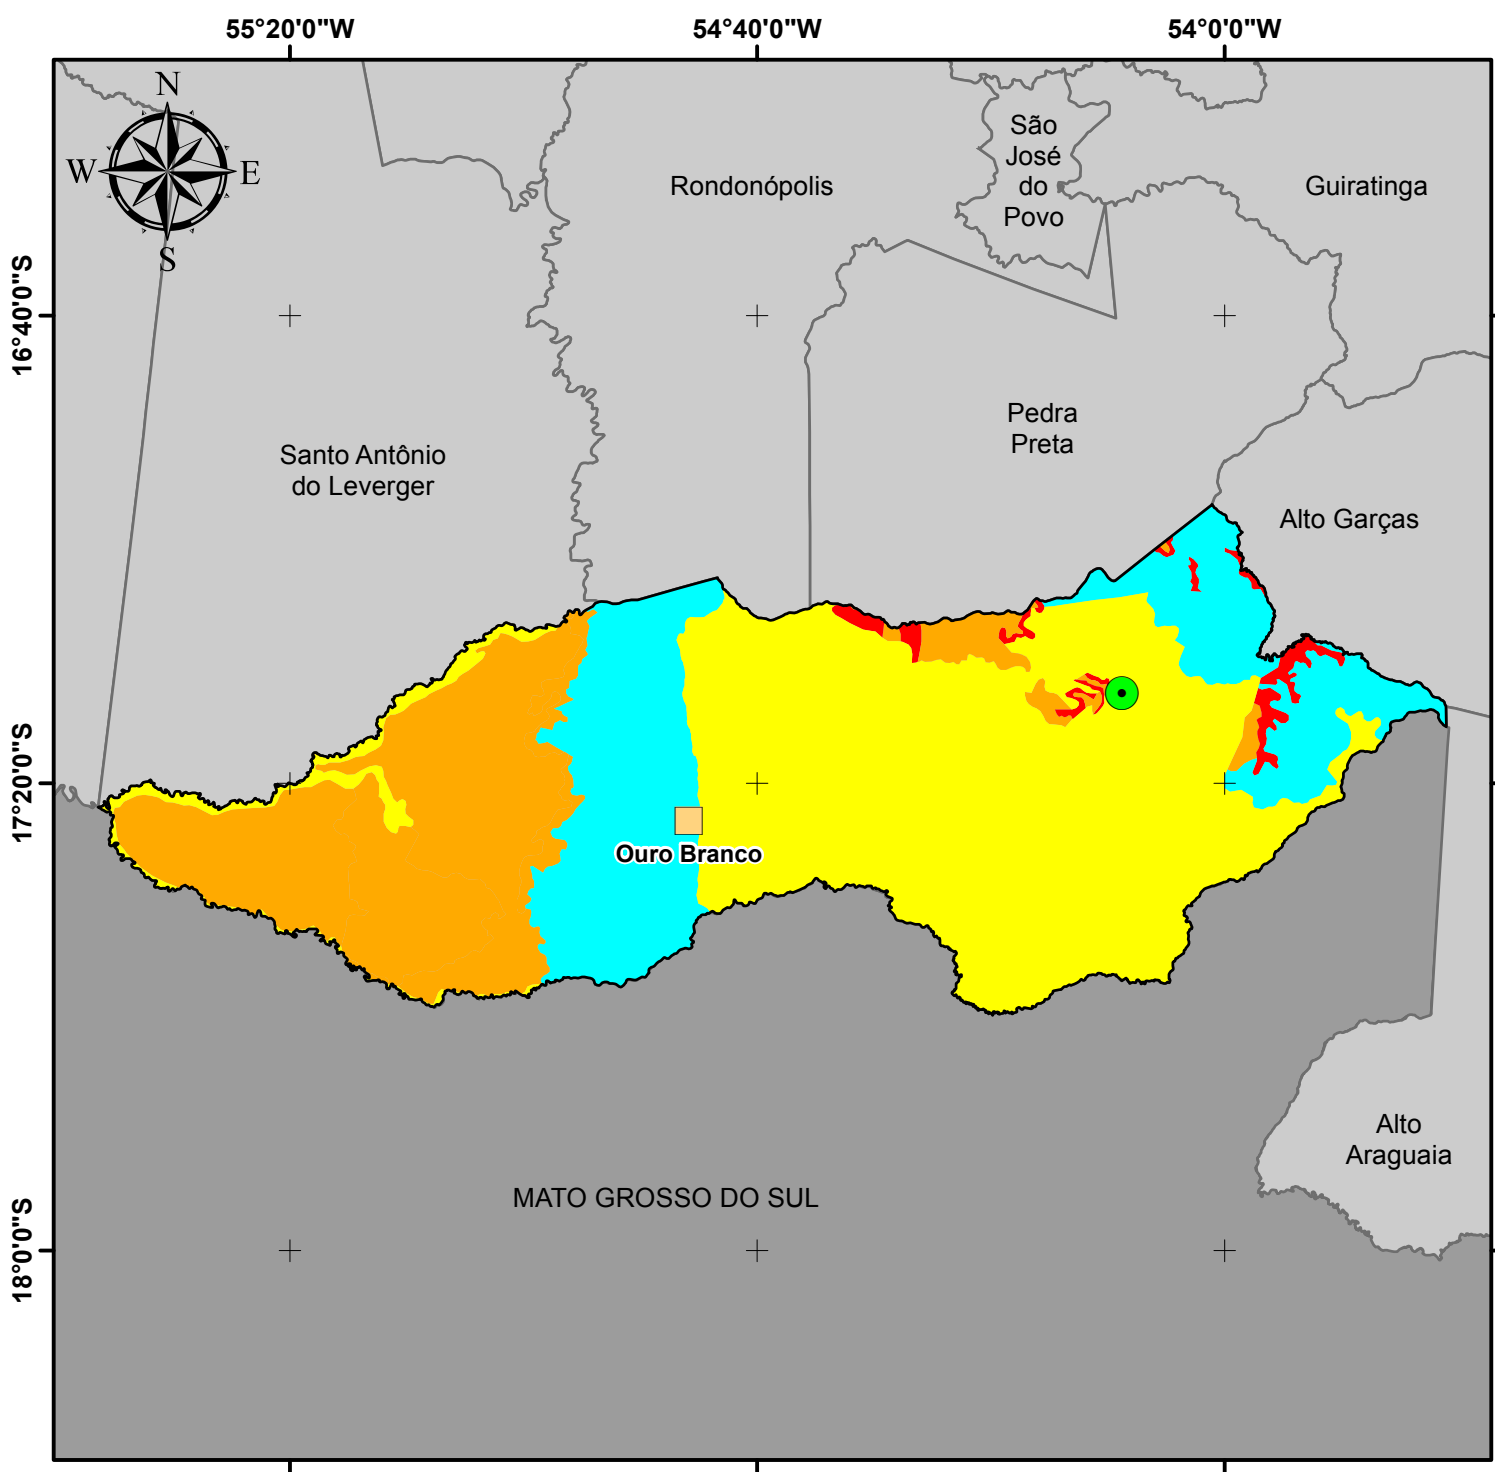 55°20'0"W
54°40'0"W
54°0'0"W
N
W
E
S
São
José
do
Povo
Rondonópolis
Guiratinga
16°40'0"S
Pedra
Preta
Santo Antônio
do Leverger
Alto Garças
17°20'0"S
Ouro Branco
Alto
Araguaia
MATO GROSSO DO SUL
18°0'0"S